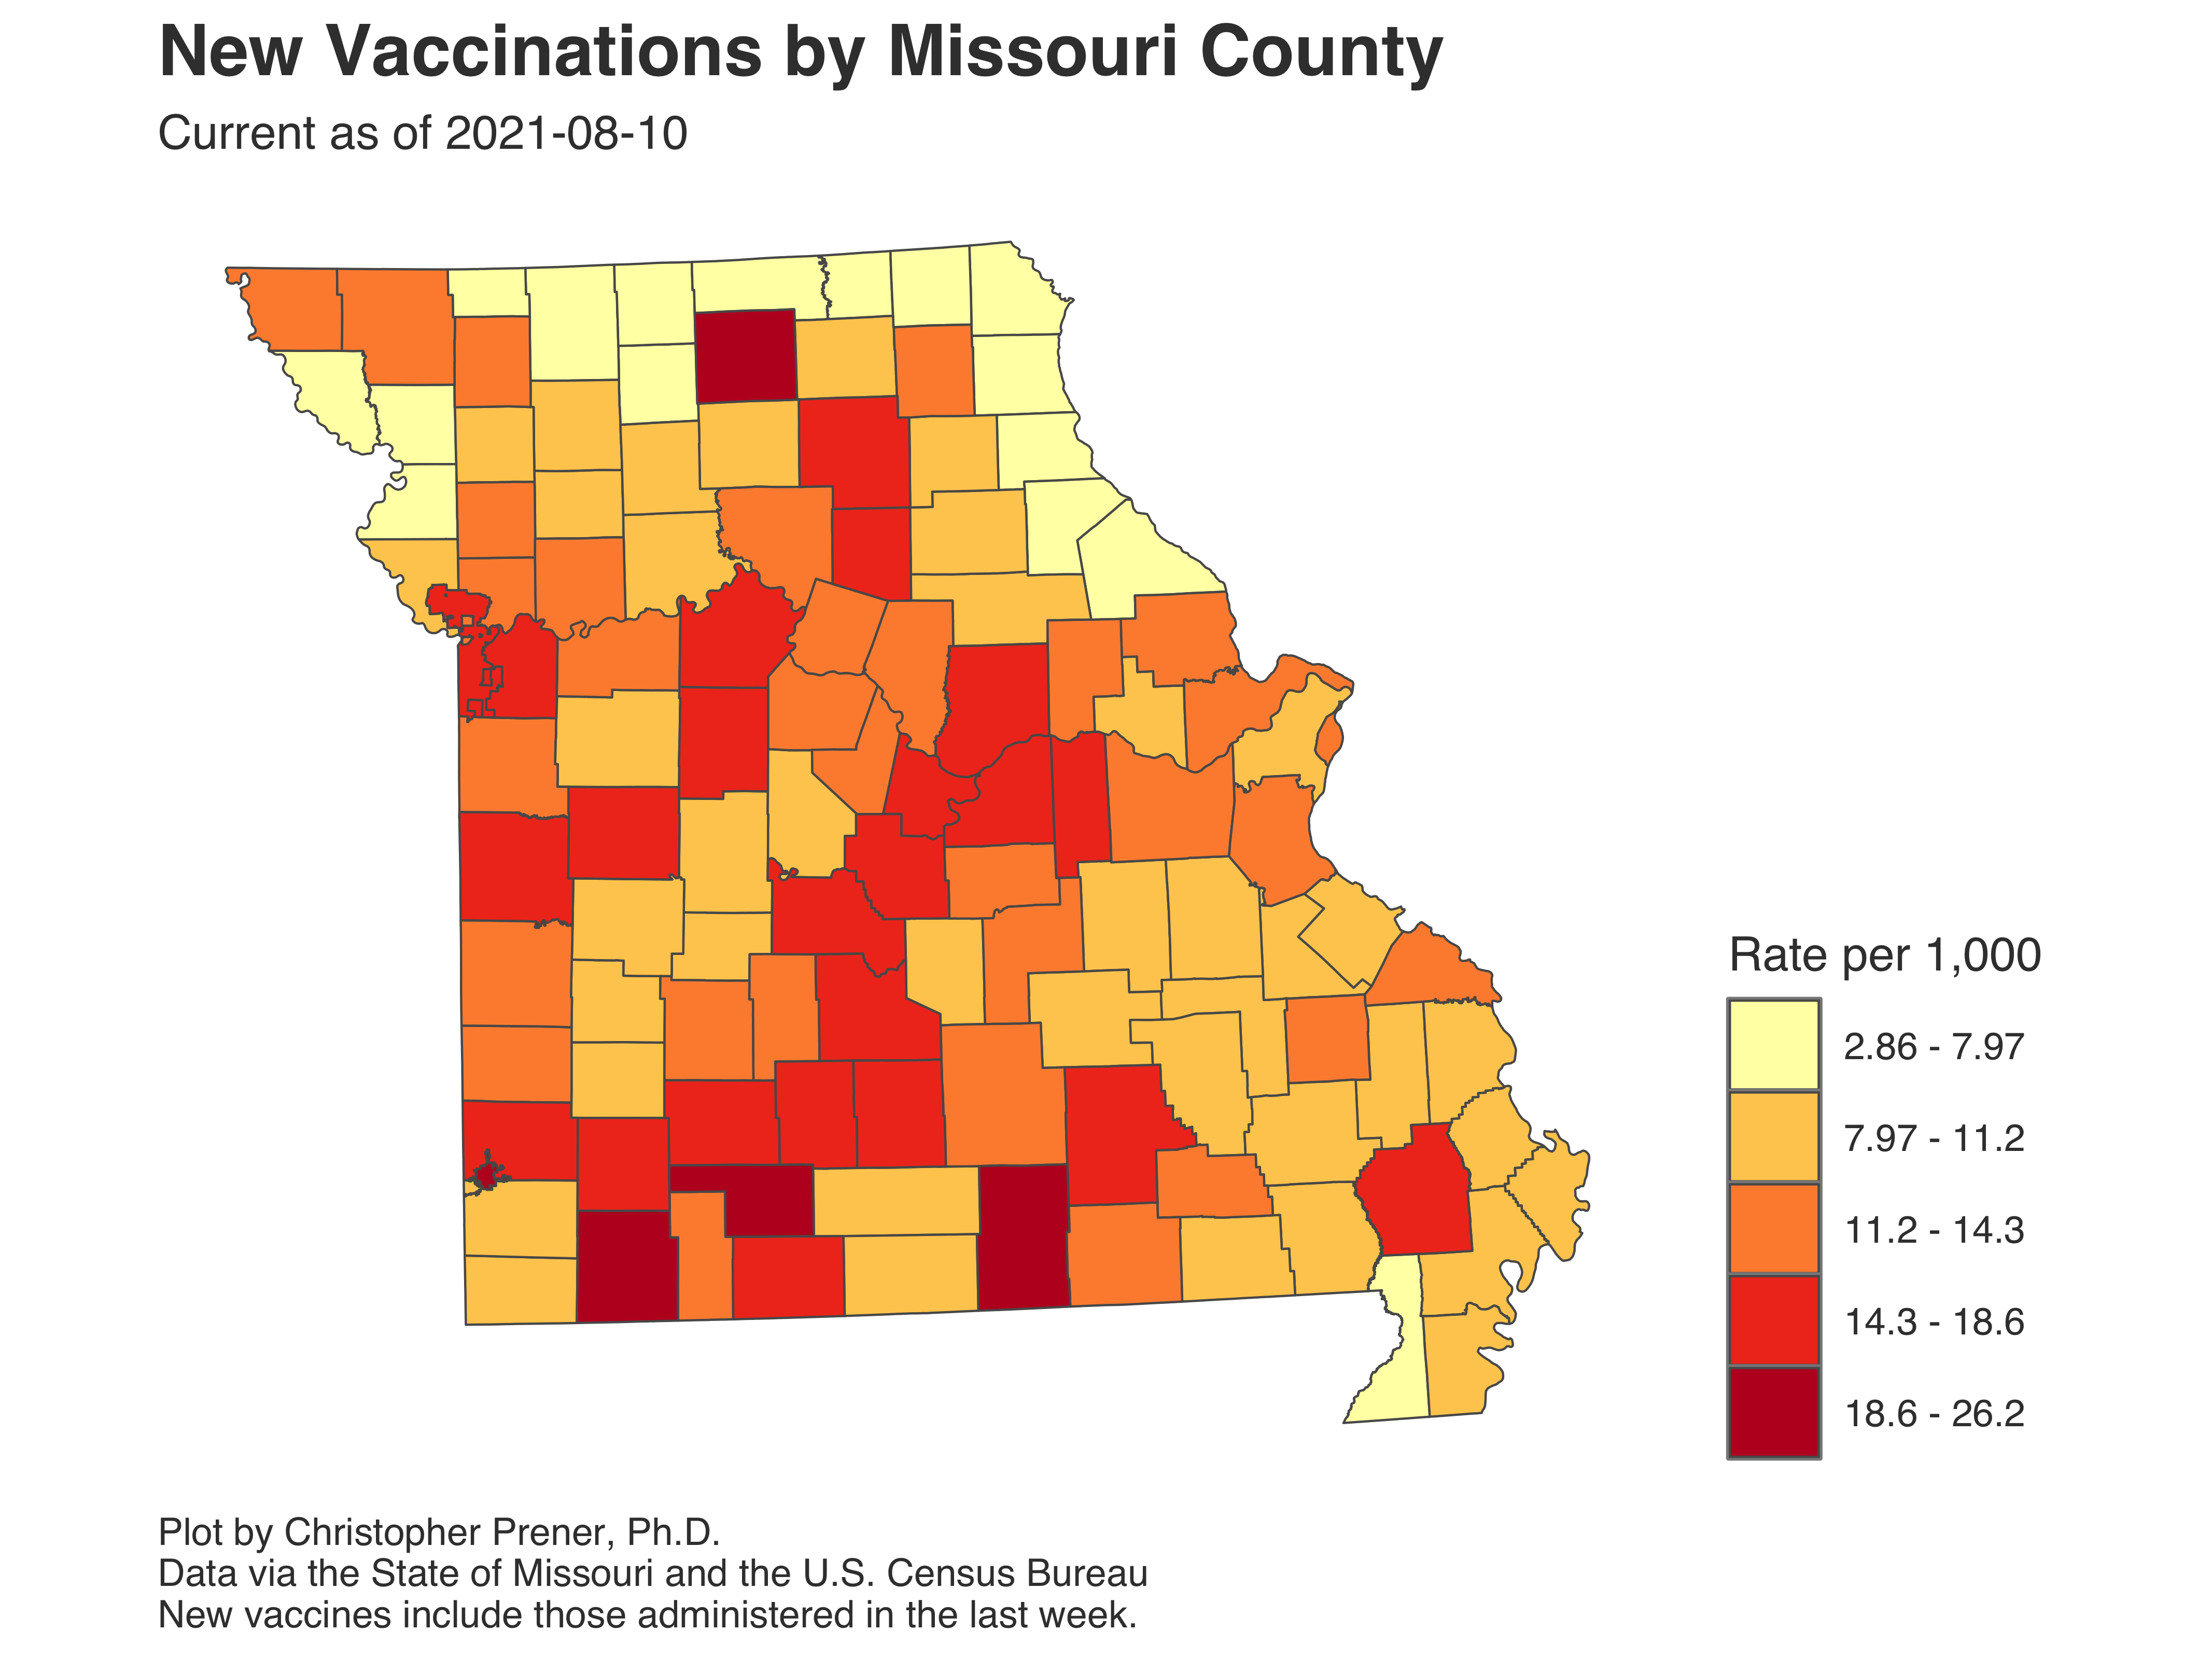 New Vaccinations by Missouri County
Current as of 2021-08-10
Rate per 1,000
2.86 - 7.97
7.97 - 11.2
11.2 - 14.3
14.3 - 18.6
18.6 - 26.2
Plot by Christopher Prener, Ph.D.
Data via the State of Missouri and the U.S. Census Bureau
New vaccines include those administered in the last week.